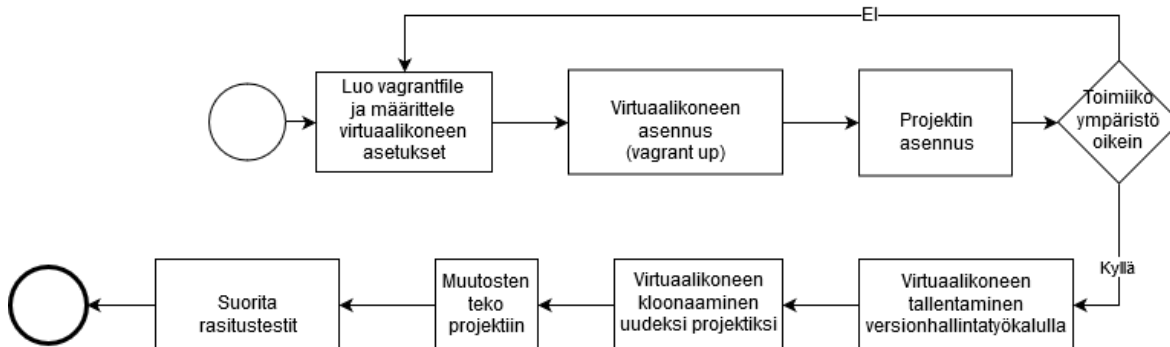 EI
Luo vagrantfile
ja määrittele
virtuaalikoneen
asetukset
Virtuaalikoneen
asennus
(vagrant up)
Projektin
asennus
Toimiiko
ympäristö
oikein
Kyllä
Virtuaalikoneen
tallentaminen
versionhallintatyökalulla
Virtuaalikoneen
kloonaaminen
uudeksi projektiksi
Muutosten
teko
projektiin
Suorita
rasitustestit